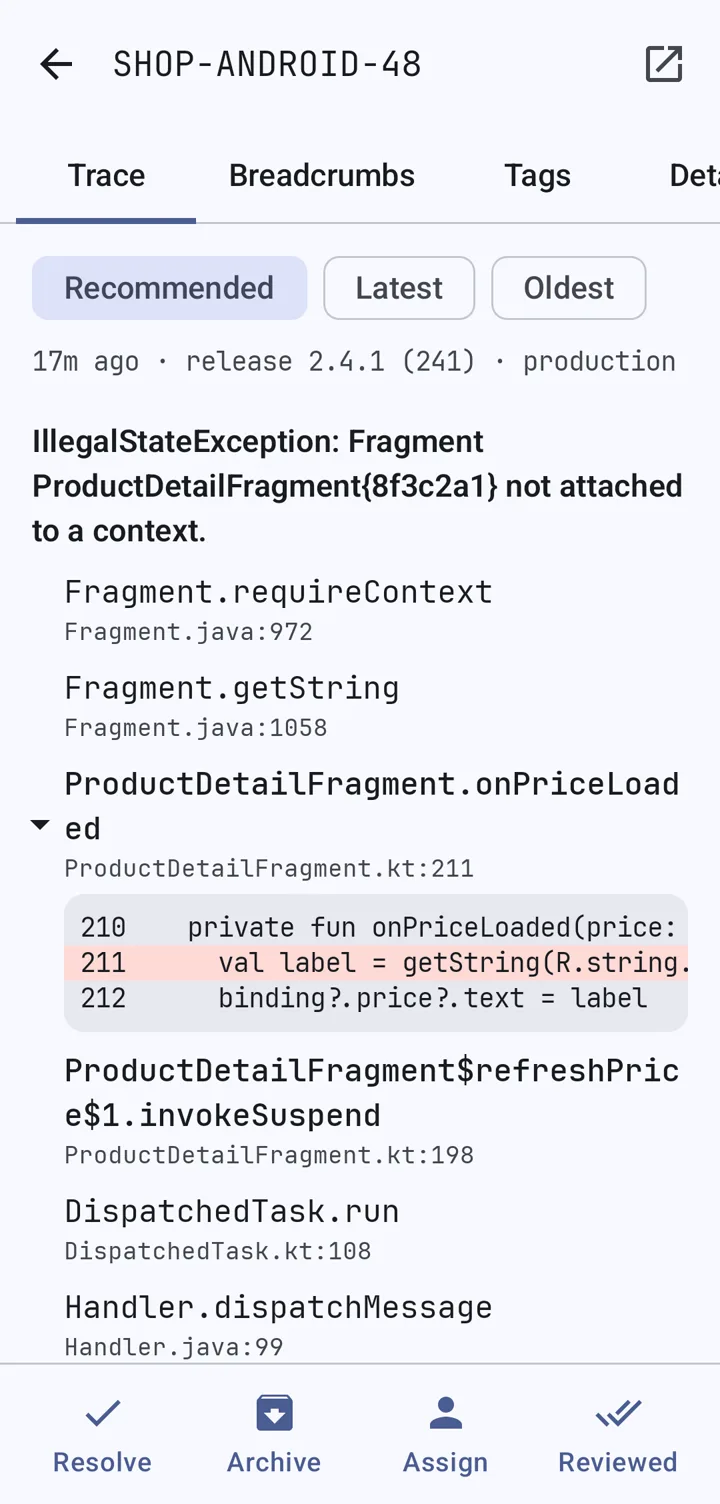 SHOP-ANDROID-48
Trace Breadcrumbs Tags Deta
Recommended Latest Oldest
17m ago · release 2.4.1 (241) · production
IllegalStateException: Fragment
ProductDetailFragment{8f3c2a1} not attached
to a context.
Fragment.requireContext
Fragment.java:972
Fragment.getString
Fragment.java:1058
ProductDetailFragment.onPriceLoad
ed
ProductDetailFragment.kt:211
210 private fun onPriceLoaded(price:
211 val label = getString(R.string.
212 binding?.price?.text = label
ProductDetailFragment$refreshPric
e$1.invokeSuspend
ProductDetailFragment.kt:198
DispatchedTask.run
DispatchedTask.kt:108
Handler.dispatchMessage
Handler.java:99
Resolve Archive Assign Reviewed